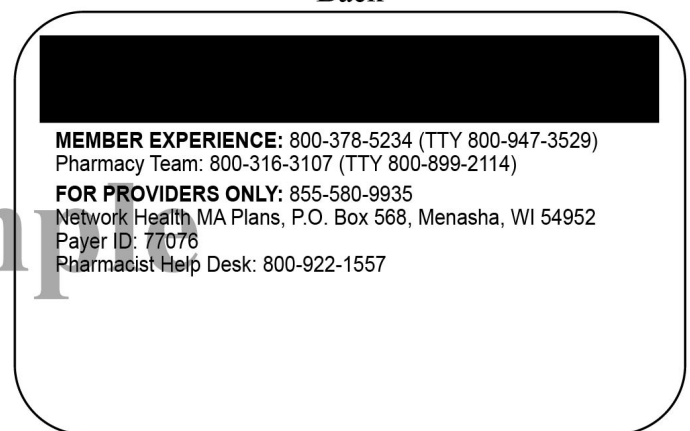 MEMBER EXPERIENCE: 800-378-5234 (TTY 800-947-3529)
Pharmacy Team: 800-316-3107 (TTY 800-899-2114)
FOR PROVIDERS ONLY: 855-580-9935
Network Health MA Plans, P.O. Box 568, Menasha, WI 54952
Payer ID: 77076
Pharmacist Help Desk: 800-922-1557